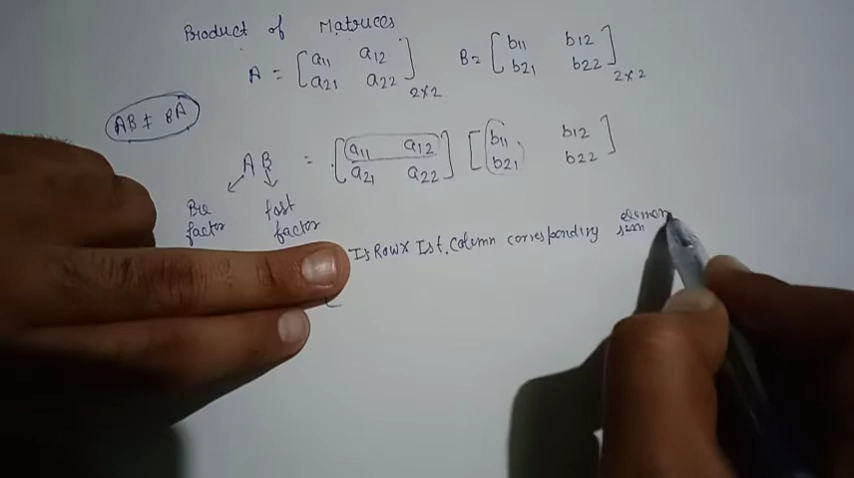 Product of Matrices
A = [ a11 a12 B = [ b11 b12
a21 a22 ]2×2 b21 b22 ]2×2
AB ≠ BA
AB = [ a11 a12 ] [ b11 b12 ]
a21 a22 b21 b22
Pre factor
Post factor
Ist Row × Ist. Column corresponding element
sum